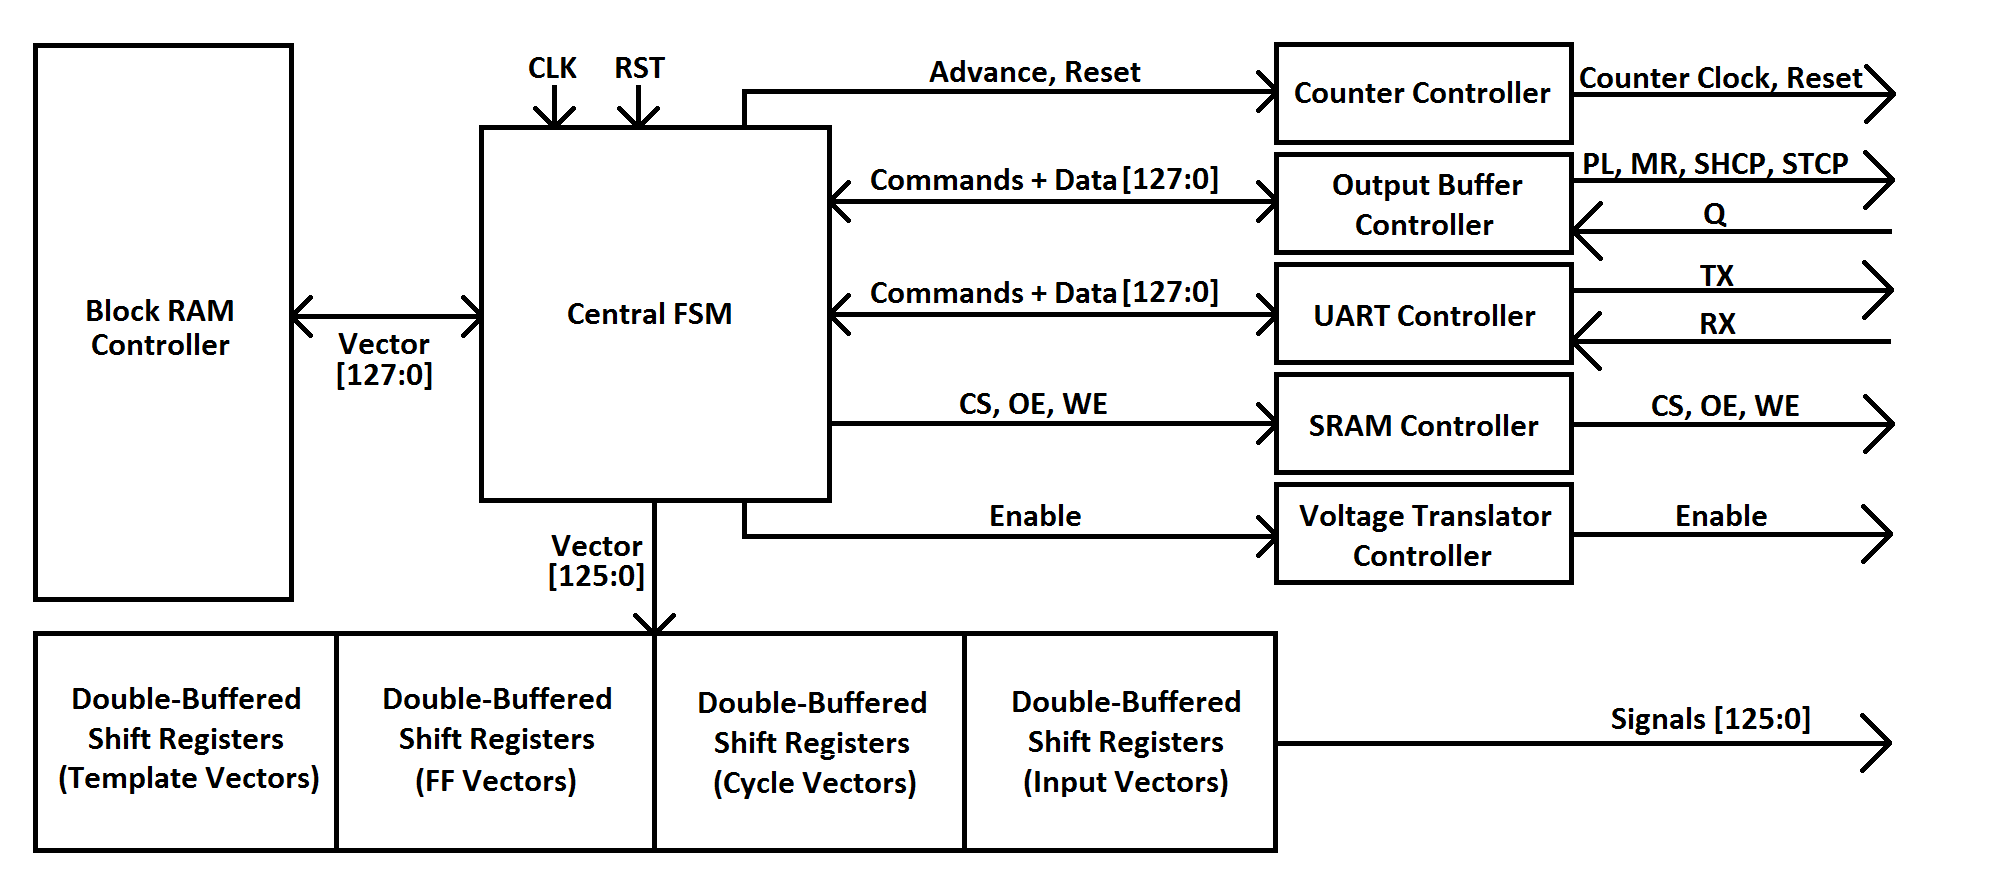 CLK
RST
Advance, Reset
Counter Controller
Counter Clock, Reset
Commands + Data [127:0]
Output Buffer
Controller
PL, MR, SHCP, STCP
Q
Block RAM
Controller
Vector
[127:0]
Central FSM
Commands + Data [127:0]
UART Controller
TX
RX
CS, OE, WE
SRAM Controller
CS, OE, WE
Enable
Voltage Translator
Controller
Enable
Vector
[125:0]
Double-Buffered
Shift Registers
(Template Vectors)
Double-Buffered
Shift Registers
(FF Vectors)
Double-Buffered
Shift Registers
(Cycle Vectors)
Double-Buffered
Shift Registers
(Input Vectors)
Signals [125:0]